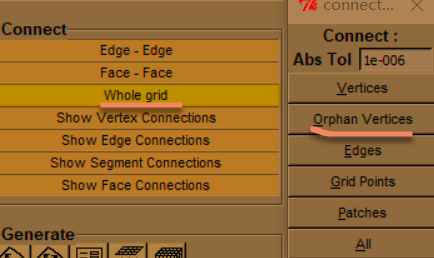 Connect
Edge - Edge
Face - Face
Whole grid
Show Vertex Connections
Show Edge Connections
Show Segment Connections
Show Face Connections
Generate
connect...
Connect :
Abs Tol 1e-006
Vertices
Orphan Vertices
Edges
Grid Points
Patches
All